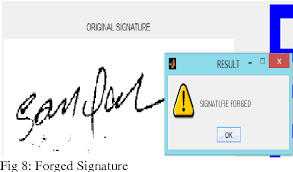 ORIGINAL SIGNATURE
RESULT
SIGNATURE FORGED
OK
Fig 8: Forged Signature